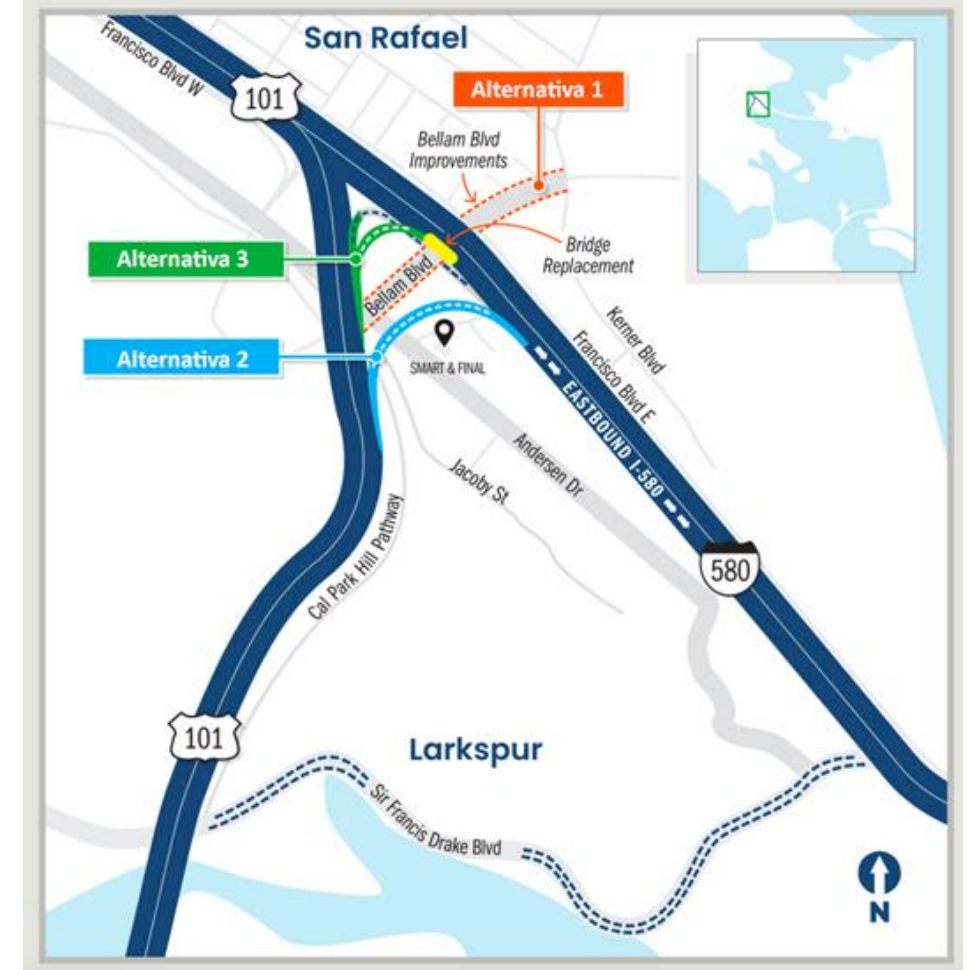 San Rafael
Francisco Blvd W
101
Alternativa 1
Bellam Blvd
Improvements
Bridge
Replacement
Alternativa 3
Bellam Blvd
Alternativa 2
SMART & FINAL
Kerner Blvd
Francisco Blvd E
EASTBOUND I-580
Andersen Dr
Jacoby St
Cal Park Hill Pathway
580
101
Larkspur
Sir Francis Drake Blvd
N